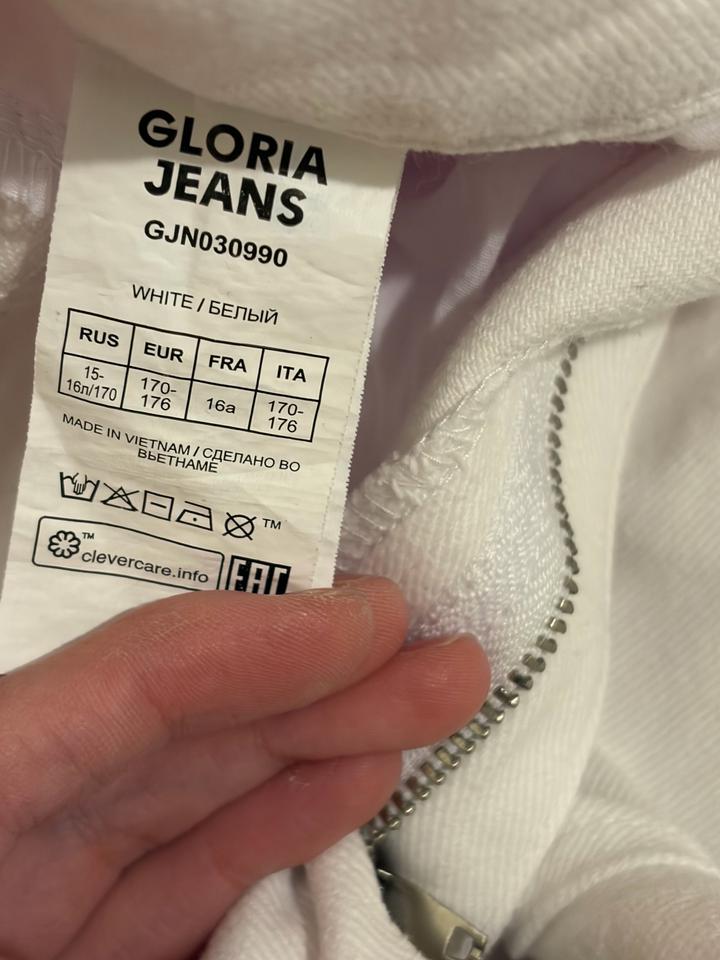 GLORIA
JEANS
GJN030990
WHITE / БЕЛЫЙ
RUS EUR FRA ITA
15-16л/170 170-176 16a 170-176
MADE IN VIETNAM / СДЕЛАНО ВО
ВЬЕТНАМЕ
TM
TM
clevercare.info
EAC